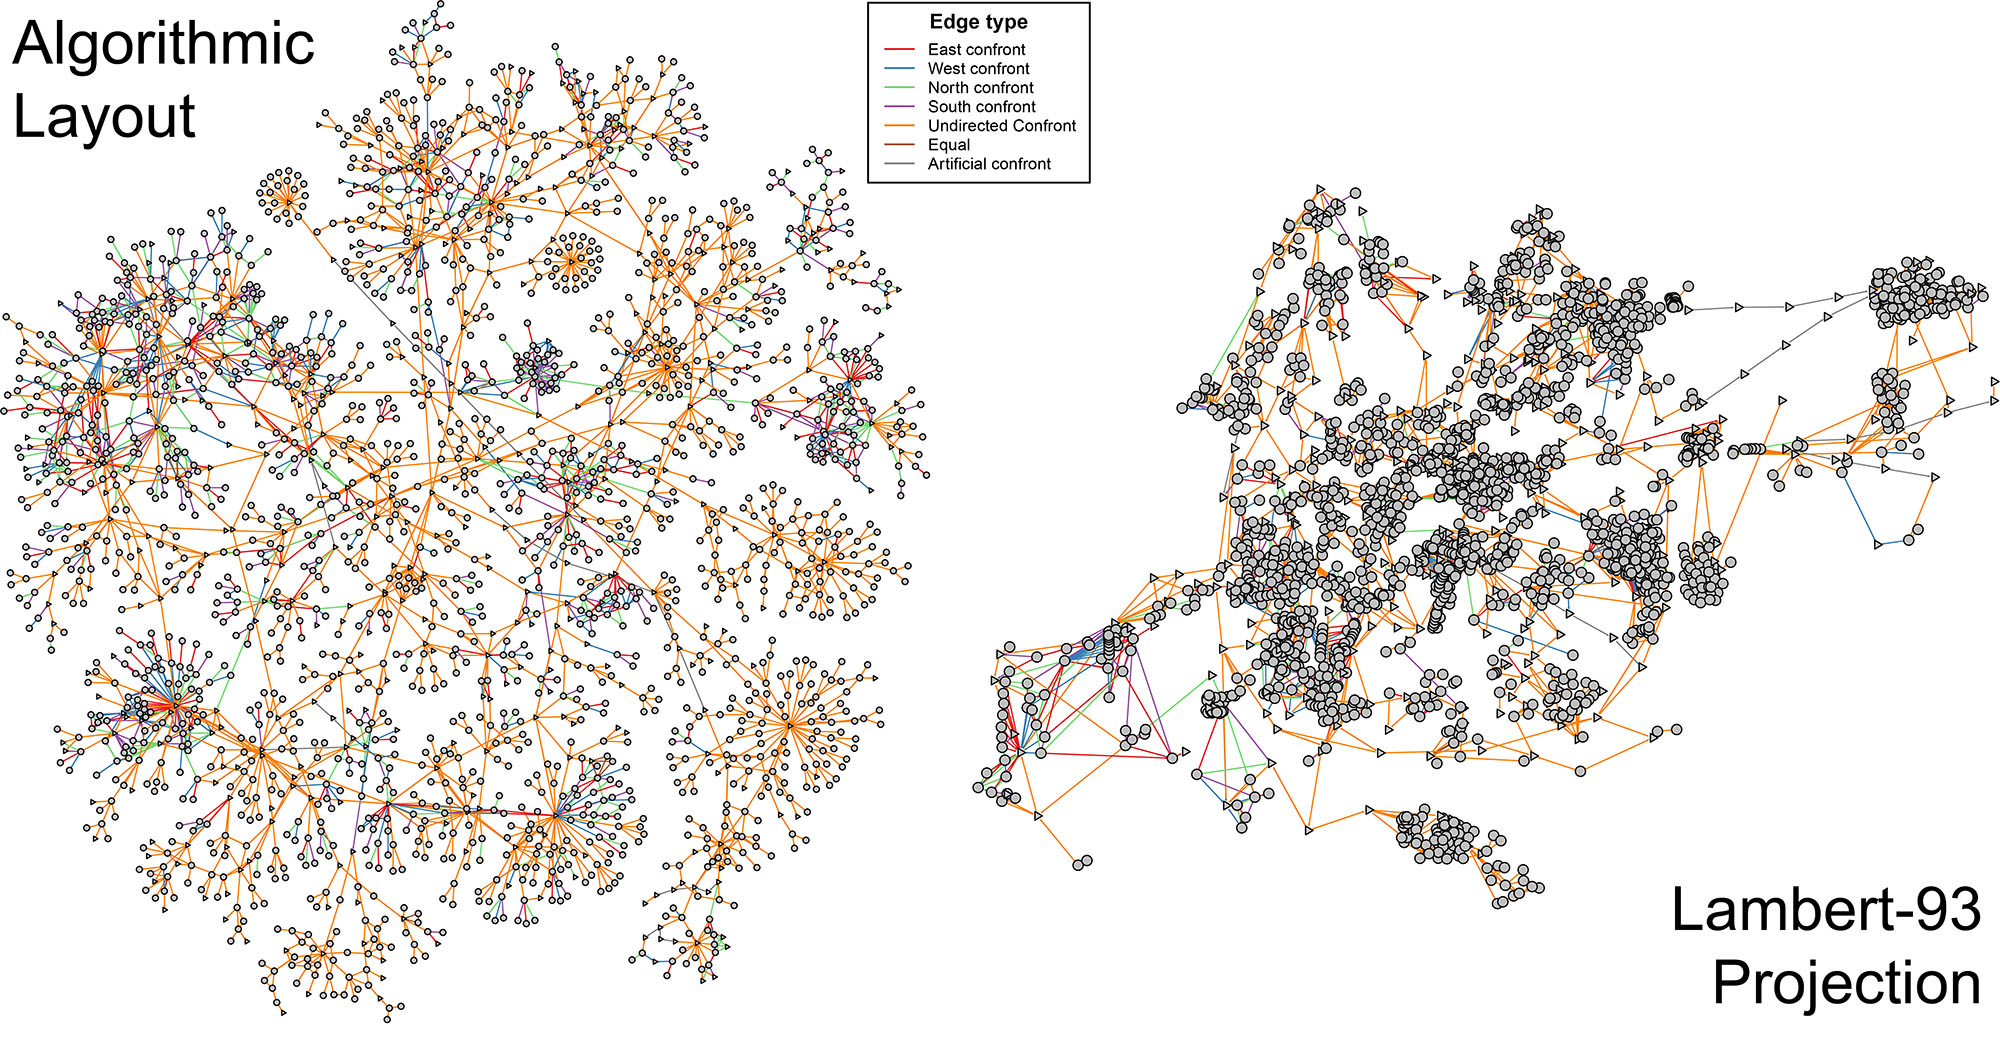 Algorithmic
Layout
Edge type
East confront
West confront
North confront
South confront
Undirected Confront
Equal
Artificial confront
Lambert-93
Projection